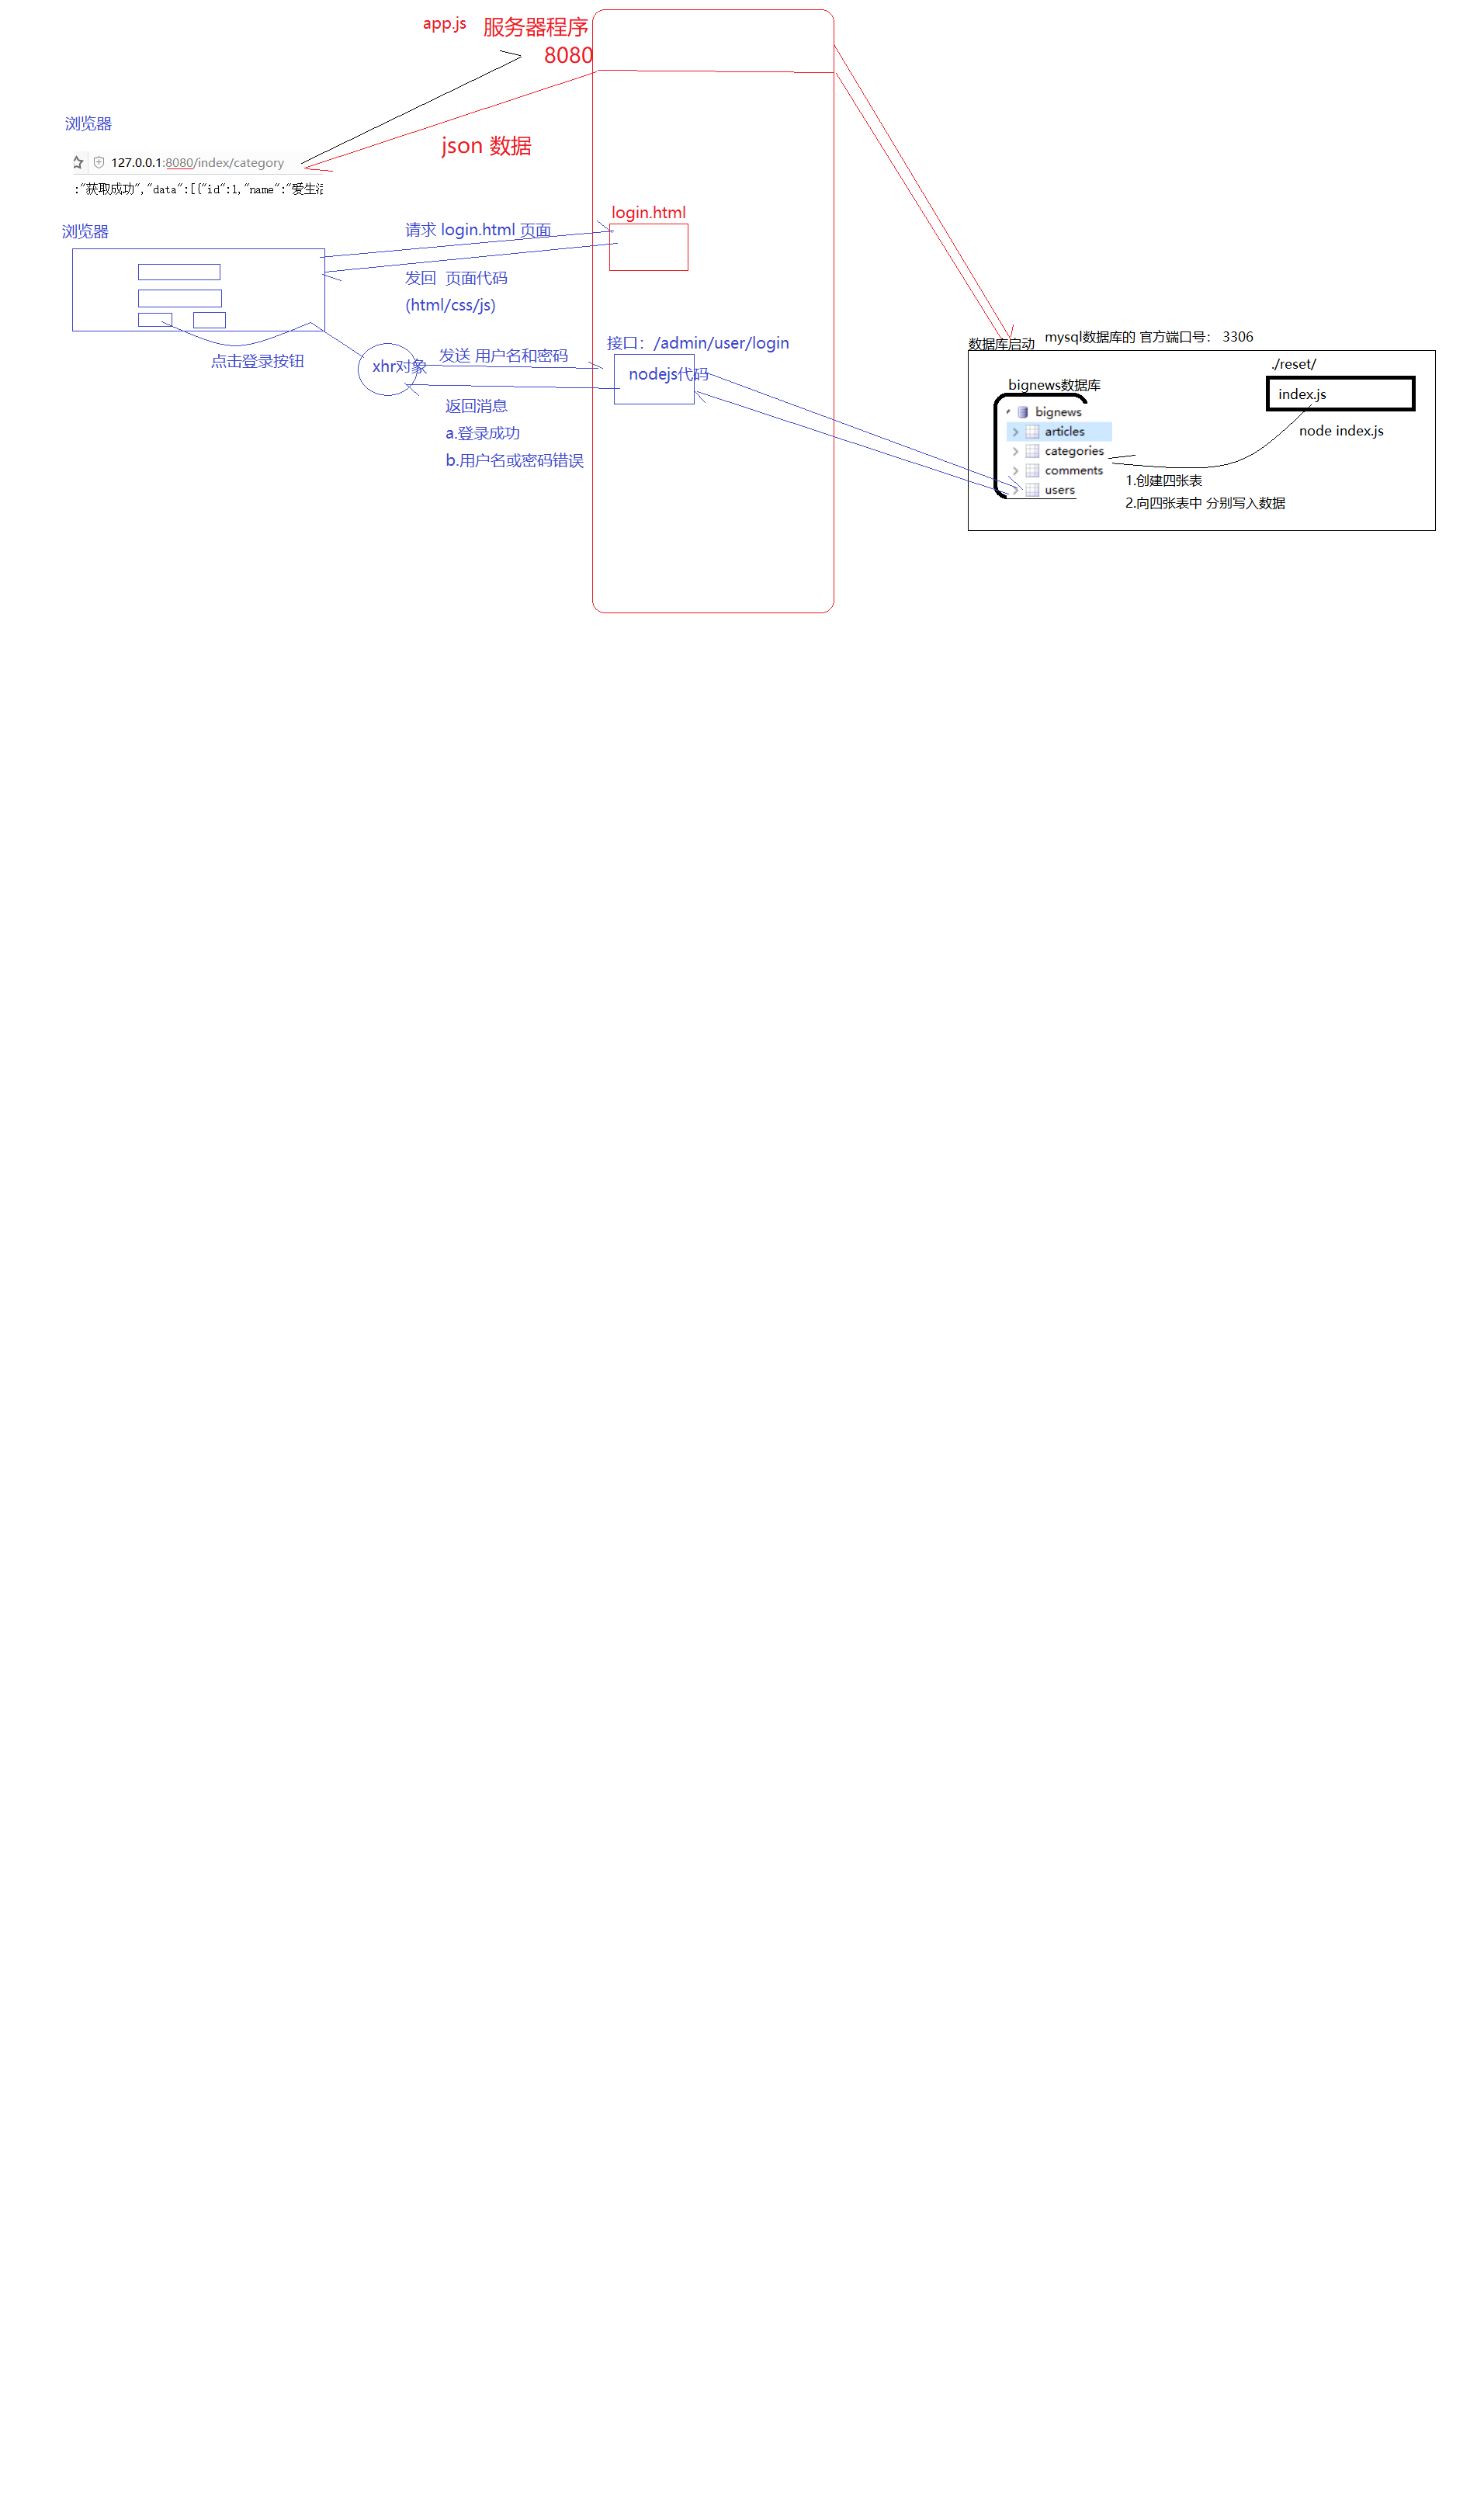 app.js 服务器程序
8080
浏览器
json 数据
127.0.0.1:8080/index/category
:"获取成功","data":[{"id":1,"name":"爱生
login.html
浏览器
请求 login.html 页面
发回 页面代码
(html/css/js)
接口：/admin/user/login
点击登录按钮
xhr对象
发送 用户名和密码
nodejs代码
返回消息
a.登录成功
b.用户名或密码错误
数据库启动
mysql数据库的 官方端口号： 3306
./reset/
bignews数据库
index.js
bignews
articles
node index.js
categories
comments
users
1.创建四张表
2.向四张表中 分别写入数据